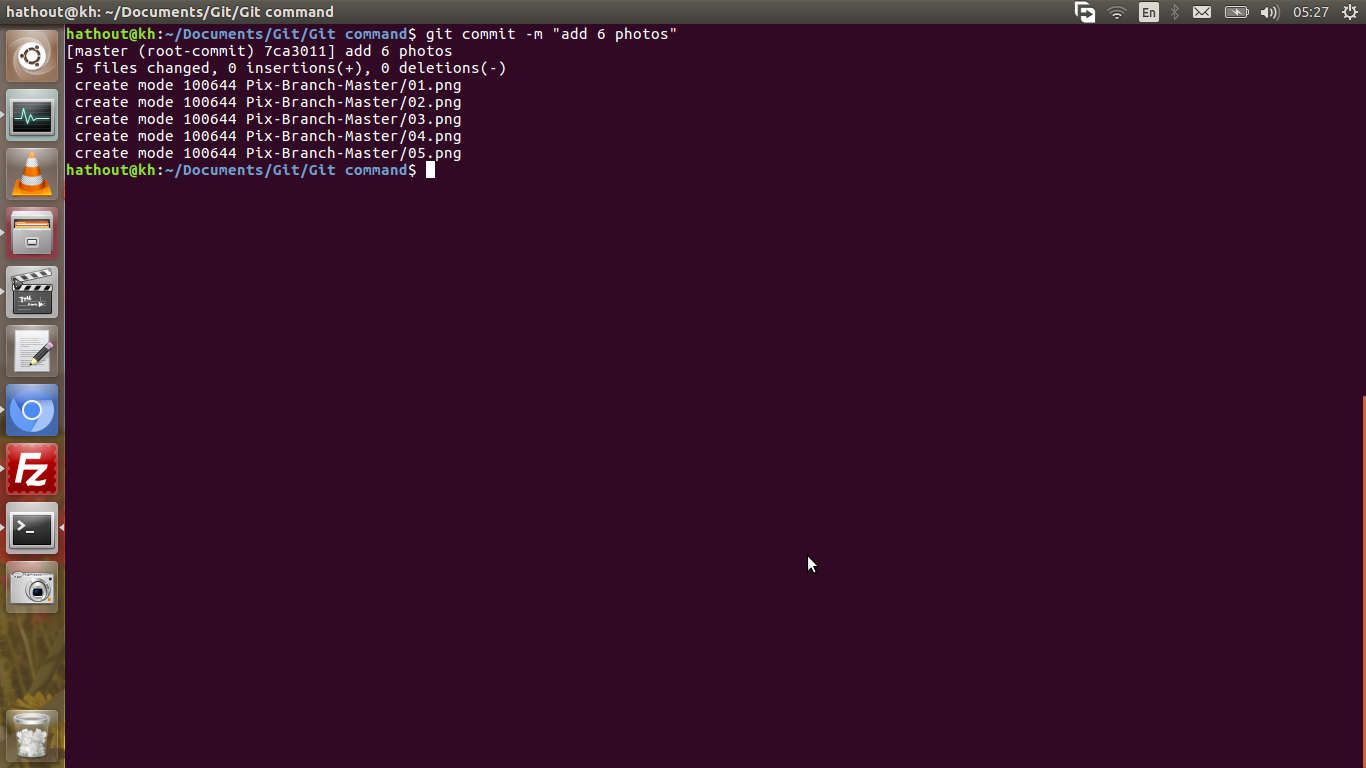 hathout@kh: ~/Documents/Git/Git command
En
05:27
hathout@kh:~/Documents/Git/Git command$ git commit -m "add 6 photos"
[master (root-commit) 7ca3011] add 6 photos
 5 files changed, 0 insertions(+), 0 deletions(-)
 create mode 100644 Pix-Branch-Master/01.png
 create mode 100644 Pix-Branch-Master/02.png
 create mode 100644 Pix-Branch-Master/03.png
 create mode 100644 Pix-Branch-Master/04.png
 create mode 100644 Pix-Branch-Master/05.png
hathout@kh:~/Documents/Git/Git command$
Fz
>_